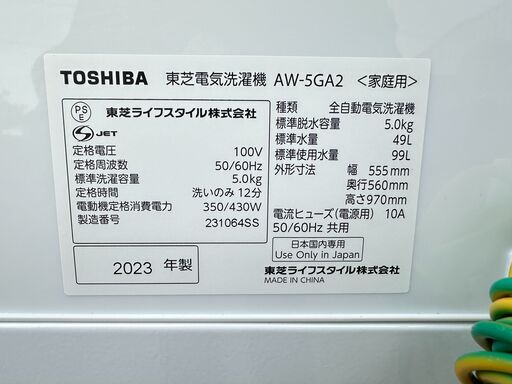 TOSHIBA 東芝電気洗濯機 AW-5GA2 <家庭用>
PS
E
東芝ライフスタイル株式会社
JET
定格電圧 100V
定格周波数 50/60Hz
標準洗濯容量 5.0kg
定格時間 洗いのみ 12分
電動機定格消費電力 350/430W
製造番号 231064SS
2023 年製
種類 全自動電気洗濯機
標準脱水容量 5.0kg
標準水量 49L
標準使用水量 99L
外形寸法 幅 555mm
奥行560mm
高さ970mm
電流ヒューズ(電源用) 10A
50/60Hz 共用
日本国内専用
Use Only in Japan
東芝ライフスタイル株式会社
MADE IN CHINA